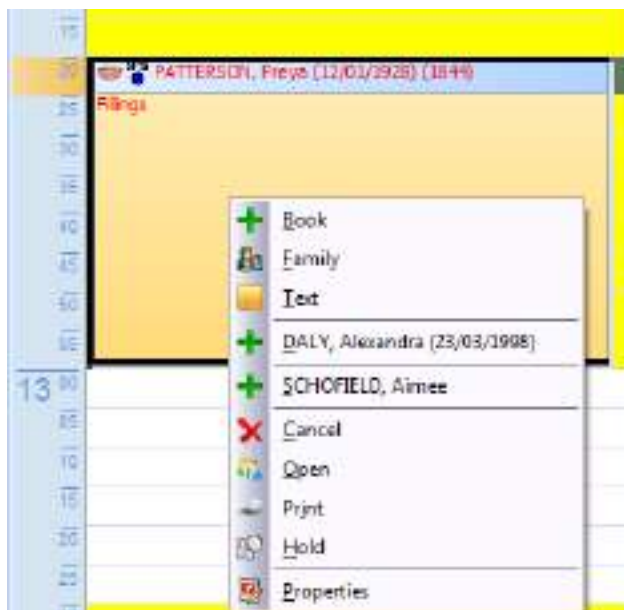 15
20
PATTERSON, Freya (12/01/1928) (1844)
25
Fillings
30
35
40
Book
45
Family
50
Text
55
DALY, Alexandra (23/03/1998)
13 00
SCHOFIELD, Aimee
05
Cancel
10
Open
15
Print
20
Hold
25
Properties